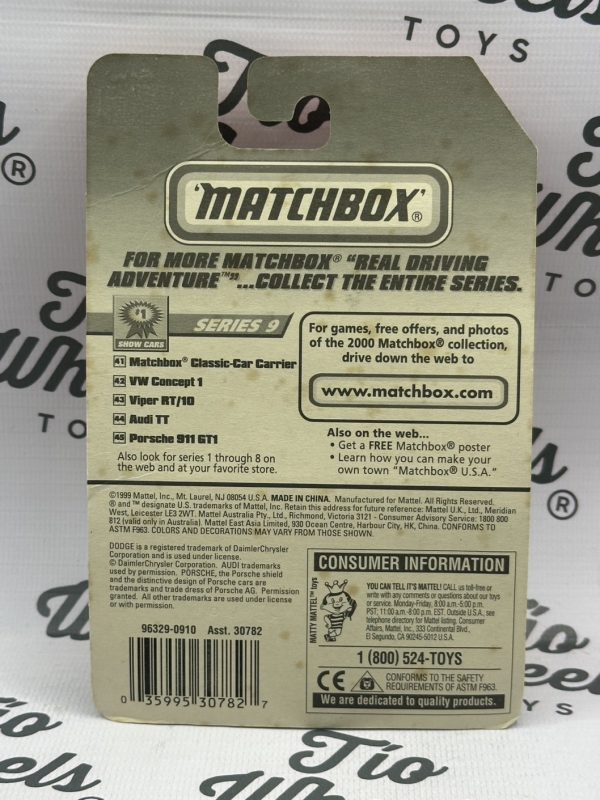 TOYS
Tío
Wheels
®
'MATCHBOX'®
FOR MORE MATCHBOX® "REAL DRIVING
ADVENTURE"™"...COLLECT THE ENTIRE SERIES.
#1
SHOW CARS
SERIES 9
41 Matchbox® Classic-Car Carrier
42 VW Concept 1
43 Viper RT/10
44 Audi TT
45 Porsche 911 GT1
Also look for series 1 through 8 on
the web and at your favorite store.
For games, free offers, and photos
of the 2000 Matchbox® collection,
drive down the web to
www.matchbox.com
Also on the web...
• Get a FREE Matchbox® poster
• Learn how you can make your
own town "Matchbox® U.S.A."
©1999 Mattel, Inc., Mt. Laurel, NJ 08054 U.S.A. MADE IN CHINA. Manufactured for Mattel. All Rights Reserved.
® and ™ designate U.S. trademarks of Mattel, Inc. Retain this address for future reference: Mattel U.K., Ltd., Meridian
West, Leicester LE3 2WT. Mattel Australia Pty., Ltd., Richmond, Victoria 3121 - Consumer Advisory Service: 1800 800
812 (valid only in Australia). Mattel East Asia Limited, 930 Ocean Centre, Harbour City, HK, China. CONFORMS TO
ASTM F963. COLORS AND DECORATIONS MAY VARY FROM THOSE SHOWN.
DODGE is a registered trademark of DaimlerChrysler
Corporation and is used under license.
© DaimlerChrysler Corporation. AUDI trademarks
used by permission. PORSCHE, the Porsche shield
and the distinctive design of Porsche cars are
trademarks and trade dress of Porsche AG. Permission
granted. All other trademarks are used under license
or with permission.
96329-0910 Asst. 30782
0 35995 30782 7
CONSUMER INFORMATION
MATTY MATTEL™ toys
YOU CAN TELL IT'S MATTEL! CALL us toll-free or
write with any comments or questions about our toys
or service. Monday-Friday, 8:00 a.m.-5:00 p.m.
PST; 11:00 a.m.-8:00 p.m. EST. Outside U.S.A. see
telephone directory for Mattel listing. Consumer
Affairs, Mattel, Inc., 333 Continental Blvd.,
El Segundo, CA 90245-5012 U.S.A.
1 (800) 524-TOYS
CE
CONFORMS TO THE SAFETY
REQUIREMENTS OF ASTM F963.
We are dedicated to quality products.
Tío
Wheels
TOYS